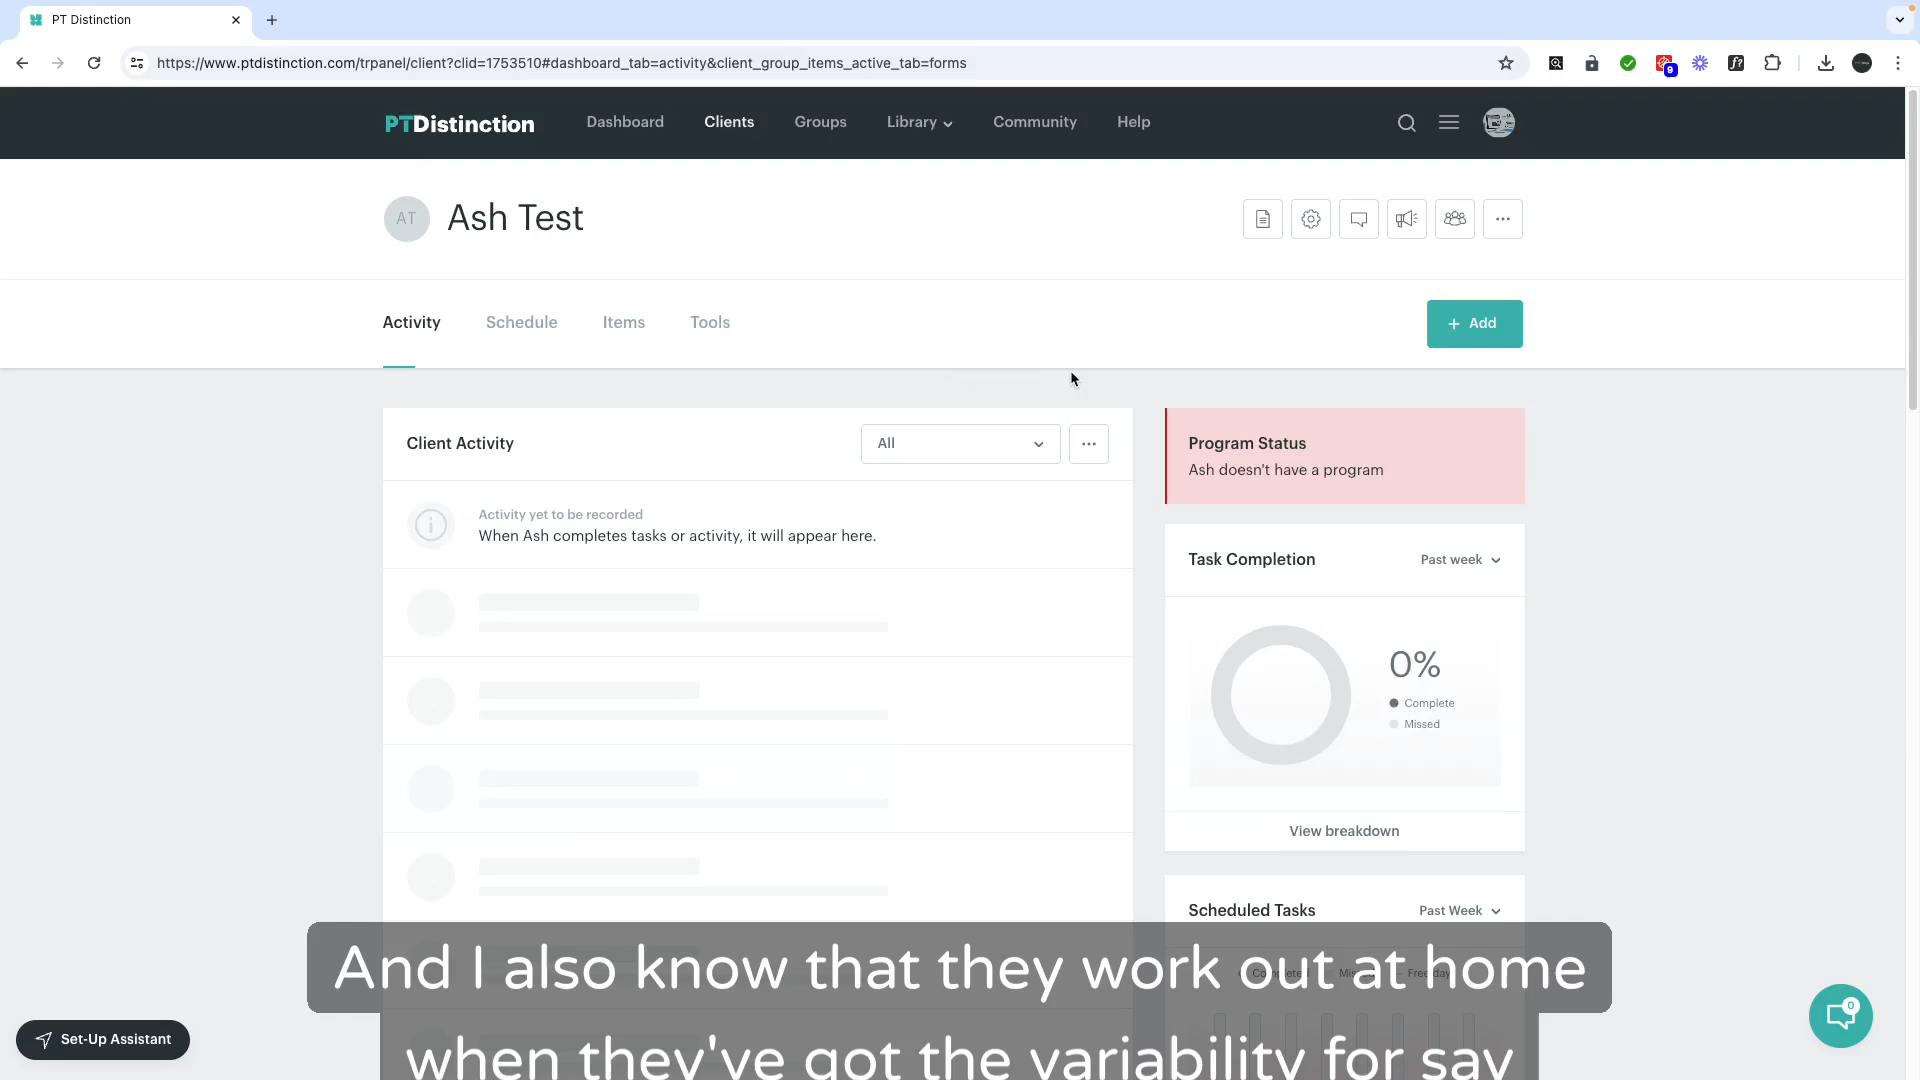 PT Distinction
https://www.ptdistinction.com/trpanel/client?clid=1753510#dashboard_tab=activity&client_group_items_active_tab=forms
9
f?
PTDistinction
Dashboard
Clients
Groups
Library
Community
Help
AT
Ash Test
Activity
Schedule
Items
Tools
+ Add
Client Activity
All
Program Status
Ash doesn't have a program
Activity yet to be recorded
When Ash completes tasks or activity, it will appear here.
Task Completion
Past week
0%
Complete
Missed
View breakdown
Scheduled Tasks
Past Week
Completed
Free day
And I also know that they work out at home
when they've got the variability for say
Set-Up Assistant
0